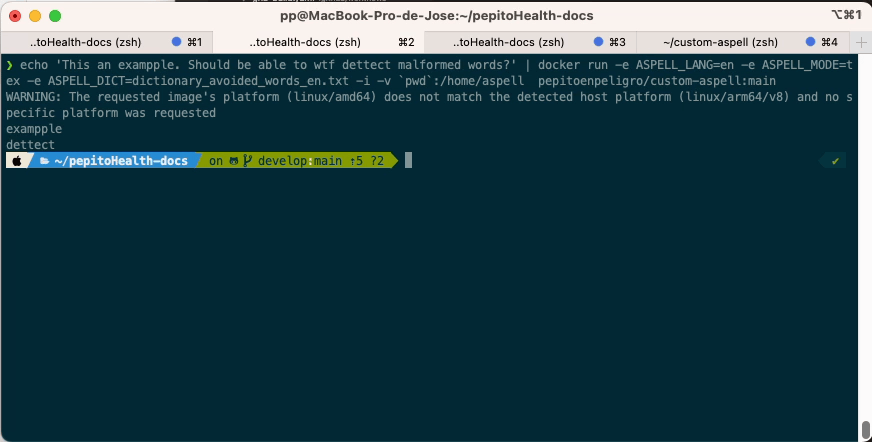 pp@MacBook-Pro-de-Jose:~/pepitoHealth-docs
⌥⌘1
..toHealth-docs (zsh) ⌘1
..toHealth-docs (zsh) ⌘2
..toHealth-docs (zsh) ⌘3
~/custom-aspell (zsh) ⌘4
❯ echo 'This an exampple. Should be able to wtf dettect malformed words?' | docker run -e ASPELL_LANG=en -e ASPELL_MODE=t
ex -e ASPELL_DICT=dictionary_avoided_words_en.txt -i -v `pwd`:/home/aspell  pepitoenpeligro/custom-aspell:main
WARNING: The requested image's platform (linux/amd64) does not match the detected host platform (linux/arm64/v8) and no s
pecific platform was requested
exampple
dettect
~/pepitoHealth-docs on develop:main ↑5 ?2 ✔